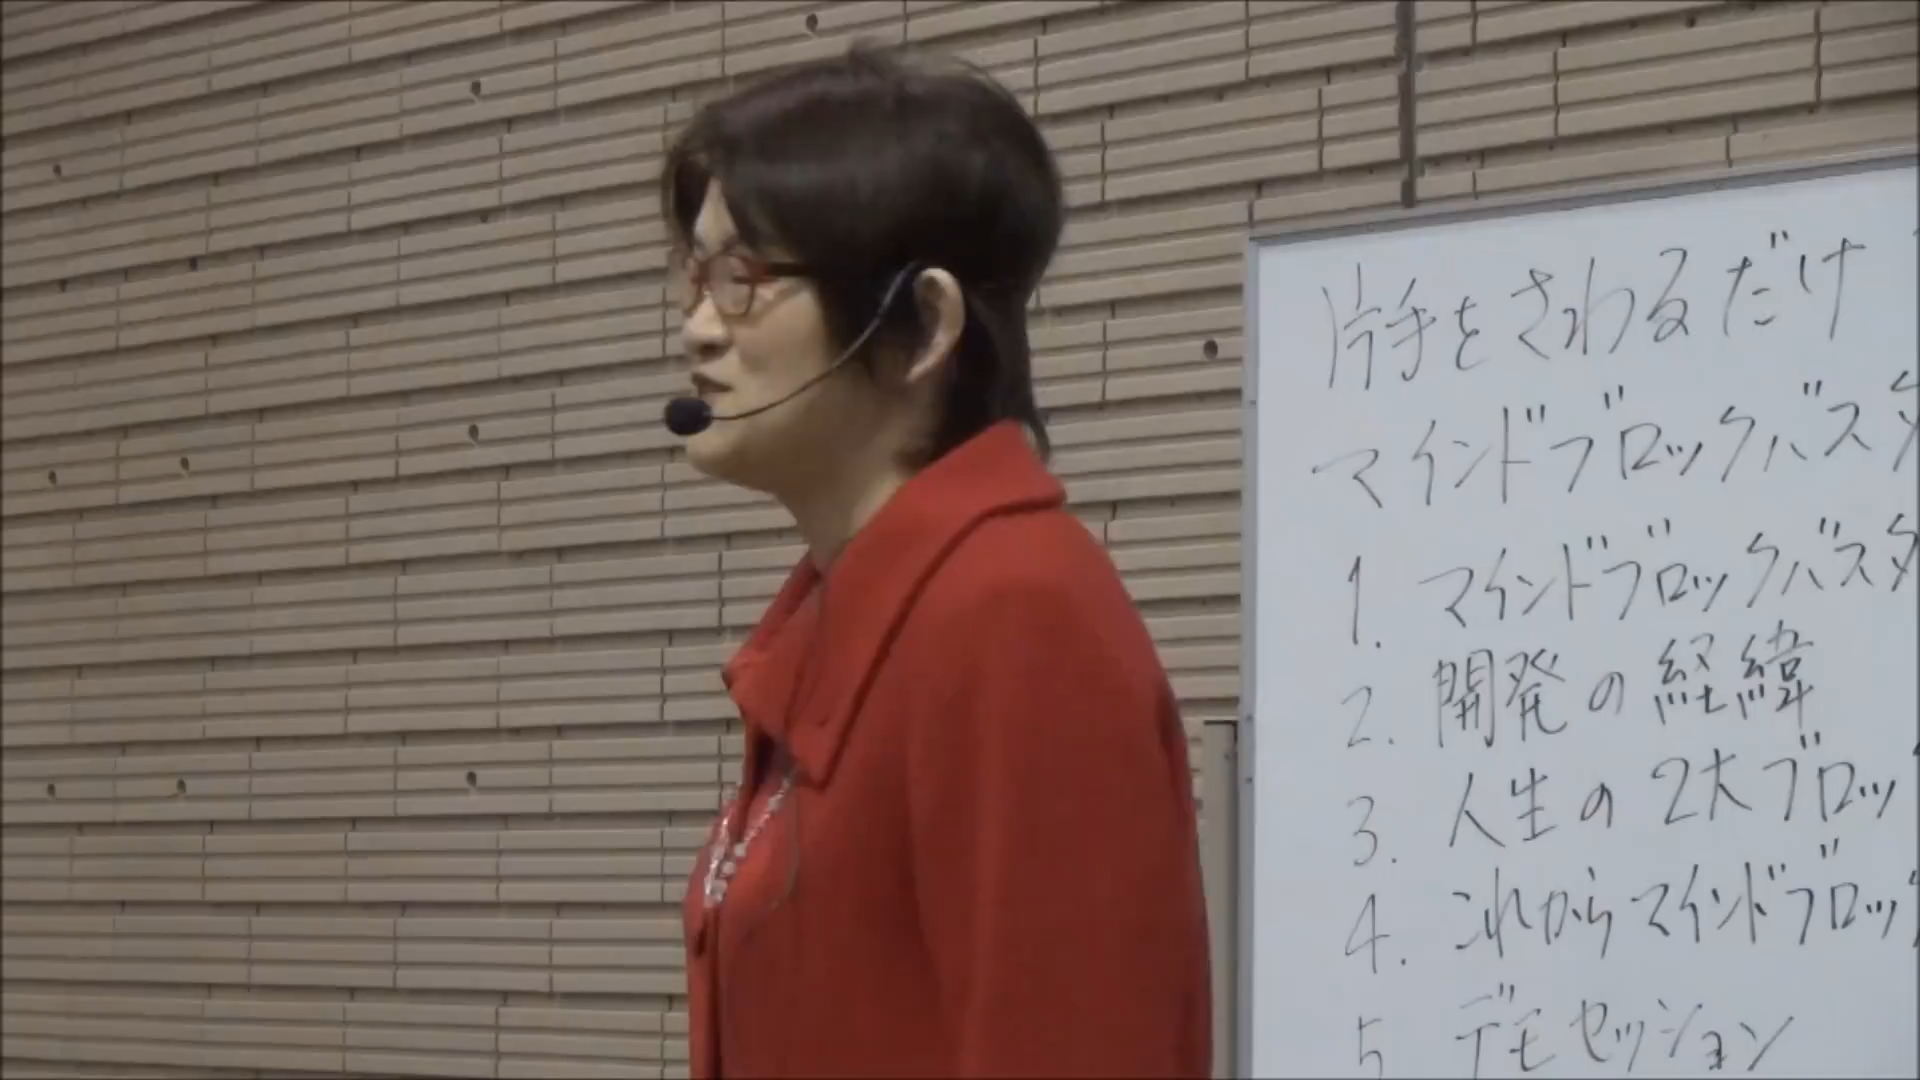 片手をさわるだけ
マインドブロックバスタ
1. マインドブロックバスタ
2. 開発の経緯
3. 人生の2大ブロッ
4. これからマインドブロッ
5 デモセッション